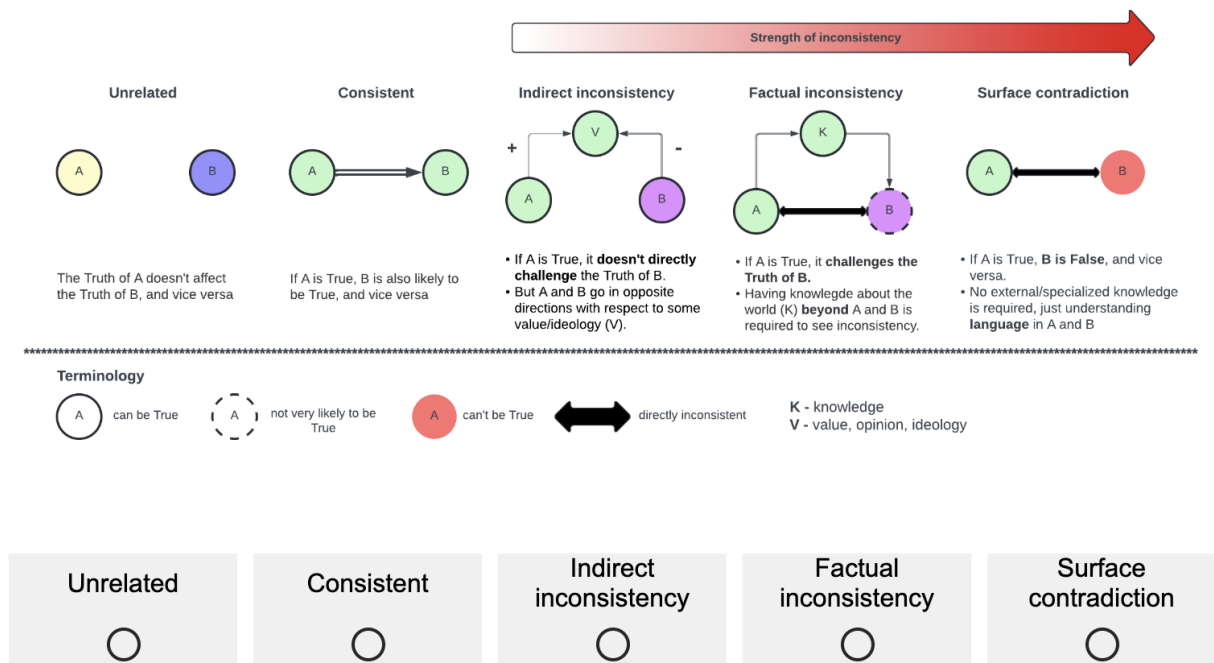 Strength of inconsistency
Unrelated
Consistent
Indirect inconsistency
Factual inconsistency
Surface contradiction
A
B
A
B
V
+
-
A
B
K
A
B
A
B
The Truth of A doesn't affect
the Truth of B, and vice versa
If A is True, B is also likely to
be True, and vice versa
• If A is True, it doesn't directly
challenge the Truth of B.
• But A and B go in opposite
directions with respect to some
value/ideology (V).
• If A is True, it challenges the
Truth of B.
• Having knowlegde about the
world (K) beyond A and B is
required to see inconsistency.
• If A is True, B is False, and vice
versa.
• No external/specialized knowledge
is required, just understanding
language in A and B
Terminology
A
can be True
A
not very likely to be
True
A
can't be True
directly inconsistent
K - knowledge
V - value, opinion, ideology
Unrelated
Consistent
Indirect
inconsistency
Factual
inconsistency
Surface
contradiction